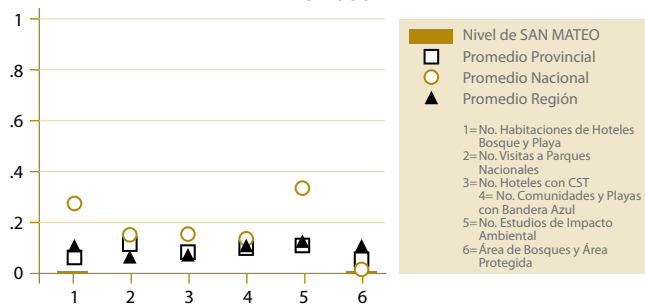 1
.8
.6
.4
.2
0
1 2 3 4 5 6
Nivel de SAN MATEO
Promedio Provincial
Promedio Nacional
Promedio Región
1=No. Habitaciones de Hoteles
Bosque y Playa
2=No. Visitas a Parques
Nacionales
3=No. Hoteles con CST
4= No. Comunidades y Playas
con Bandera Azul
5=No. Estudios de Impacto
Ambiental
6=Área de Bosques y Área
Protegida